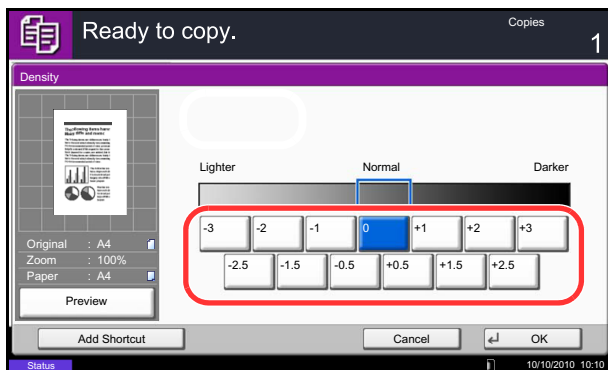 Ready to copy.
Copies
1
Density
Lighter
Normal
Darker
-3
-2
-1
0
+1
+2
+3
-2.5
-1.5
-0.5
+0.5
+1.5
+2.5
Original : A4
Zoom : 100%
Paper : A4
Preview
Add Shortcut
Cancel
OK
Status
10/10/2010 10:10